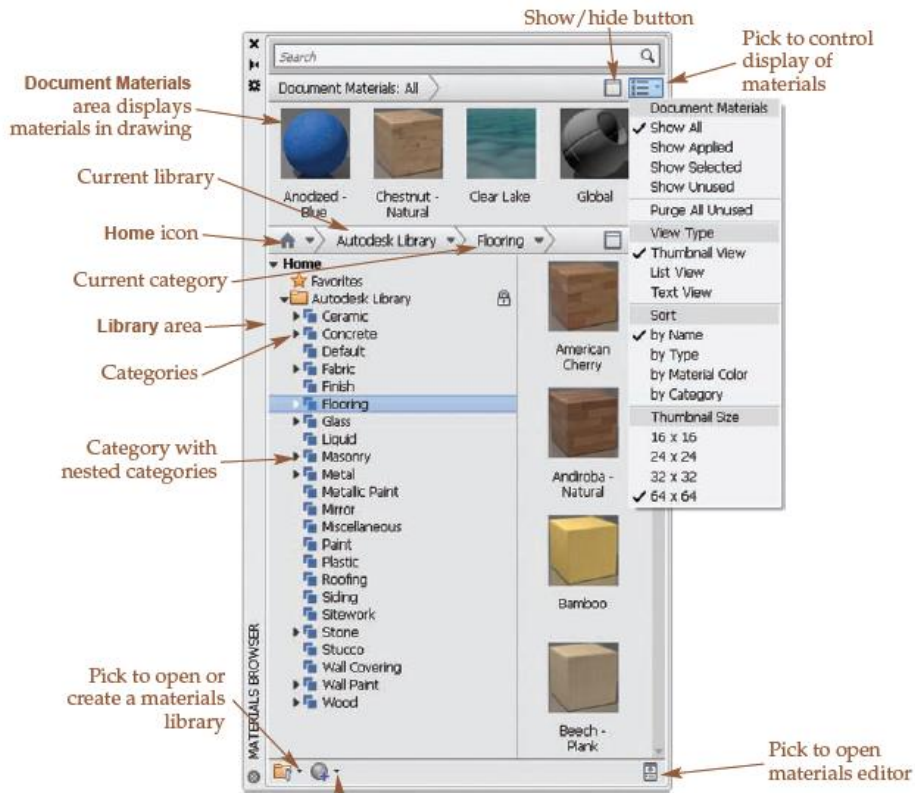 Show/hide button
Search
Pick to control
display of
materials
Document Materials: All
Document Materials
area displays
materials in drawing
Document Materials
Show All
Show Applied
Show Selected
Show Unused
Purge All Unused
View Type
Thumbnail View
List View
Text View
Sort
by Name
by Type
by Material Color
by Category
Thumbnail Size
16 x 16
24 x 24
32 x 32
64 x 64
Anodized -
Blue
Chestnut -
Natural
Clear Lake
Global
Current library
Home icon
Autodesk Library
Flooring
Current category
Home
Favorites
Autodesk Library
Library area
Ceramic
Concrete
Default
Categories
Fabric
Finish
Flooring
Glass
Liquid
Category with
nested categories
Masonry
Metal
Metallic Paint
Mirror
Miscellaneous
Paint
Plastic
Roofing
Siding
Sitework
Stone
Stucco
Wall Covering
Wall Paint
Wood
American
Cherry
Andiroba -
Natural
Bamboo
Beech -
Plank
MATERIALS BROWSER
Pick to open or
create a materials
library
Pick to open
materials editor